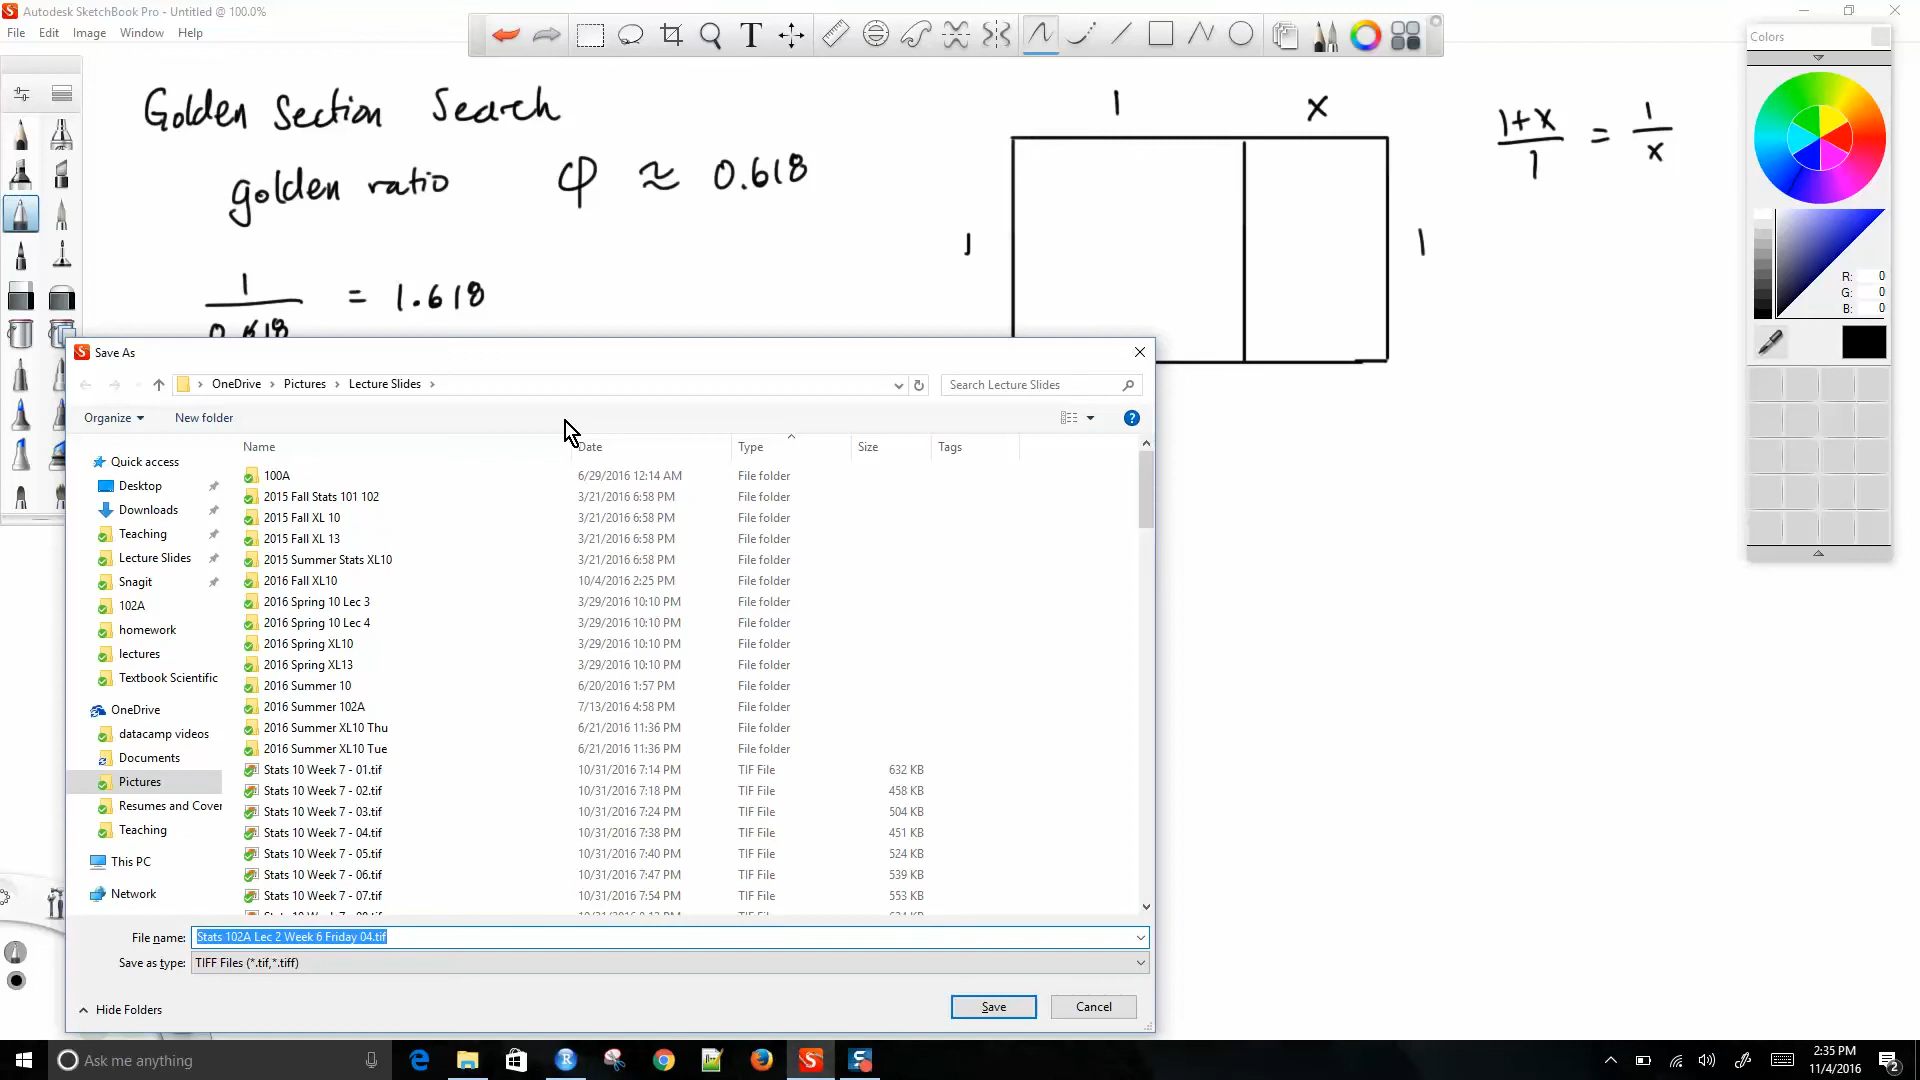 Autodesk SketchBook Pro - Untitled @ 100.0%
File Edit Image Window Help
Golden Section Search
golden ratio φ ≈ 0.618
1
0.618
= 1.618
1 x
1 1
1+x
1
=
1
x
Colors
R: 0
G: 0
B: 0
Save As
OneDrive › Pictures › Lecture Slides ›
Search Lecture Slides
Organize New folder
Name Date Type Size Tags
Quick access
Desktop
Downloads
Teaching
Lecture Slides
Snagit
102A
homework
lectures
Textbook Scientific
OneDrive
datacamp videos
Documents
Pictures
Resumes and Cover
Teaching
This PC
Network
100A 6/29/2016 12:14 AM File folder
2015 Fall Stats 101 102 3/21/2016 6:58 PM File folder
2015 Fall XL 10 3/21/2016 6:58 PM File folder
2015 Fall XL 13 3/21/2016 6:58 PM File folder
2015 Summer Stats XL10 3/21/2016 6:58 PM File folder
2016 Fall XL10 10/4/2016 2:25 PM File folder
2016 Spring 10 Lec 3 3/29/2016 10:10 PM File folder
2016 Spring 10 Lec 4 3/29/2016 10:10 PM File folder
2016 Spring XL10 3/29/2016 10:10 PM File folder
2016 Spring XL13 3/29/2016 10:10 PM File folder
2016 Summer 10 6/20/2016 1:57 PM File folder
2016 Summer 102A 7/13/2016 4:58 PM File folder
2016 Summer XL10 Thu 6/21/2016 11:36 PM File folder
2016 Summer XL10 Tue 6/21/2016 11:36 PM File folder
Stats 10 Week 7 - 01.tif 10/31/2016 7:14 PM TIF File 632 KB
Stats 10 Week 7 - 02.tif 10/31/2016 7:18 PM TIF File 458 KB
Stats 10 Week 7 - 03.tif 10/31/2016 7:24 PM TIF File 504 KB
Stats 10 Week 7 - 04.tif 10/31/2016 7:38 PM TIF File 451 KB
Stats 10 Week 7 - 05.tif 10/31/2016 7:40 PM TIF File 524 KB
Stats 10 Week 7 - 06.tif 10/31/2016 7:47 PM TIF File 539 KB
Stats 10 Week 7 - 07.tif 10/31/2016 7:54 PM TIF File 553 KB
File name: Stats 102A Lec 2 Week 6 Friday 04.tif
Save as type: TIFF Files (*.tif,*.tiff)
Hide Folders
Save Cancel
Ask me anything
2:35 PM
11/4/2016
2